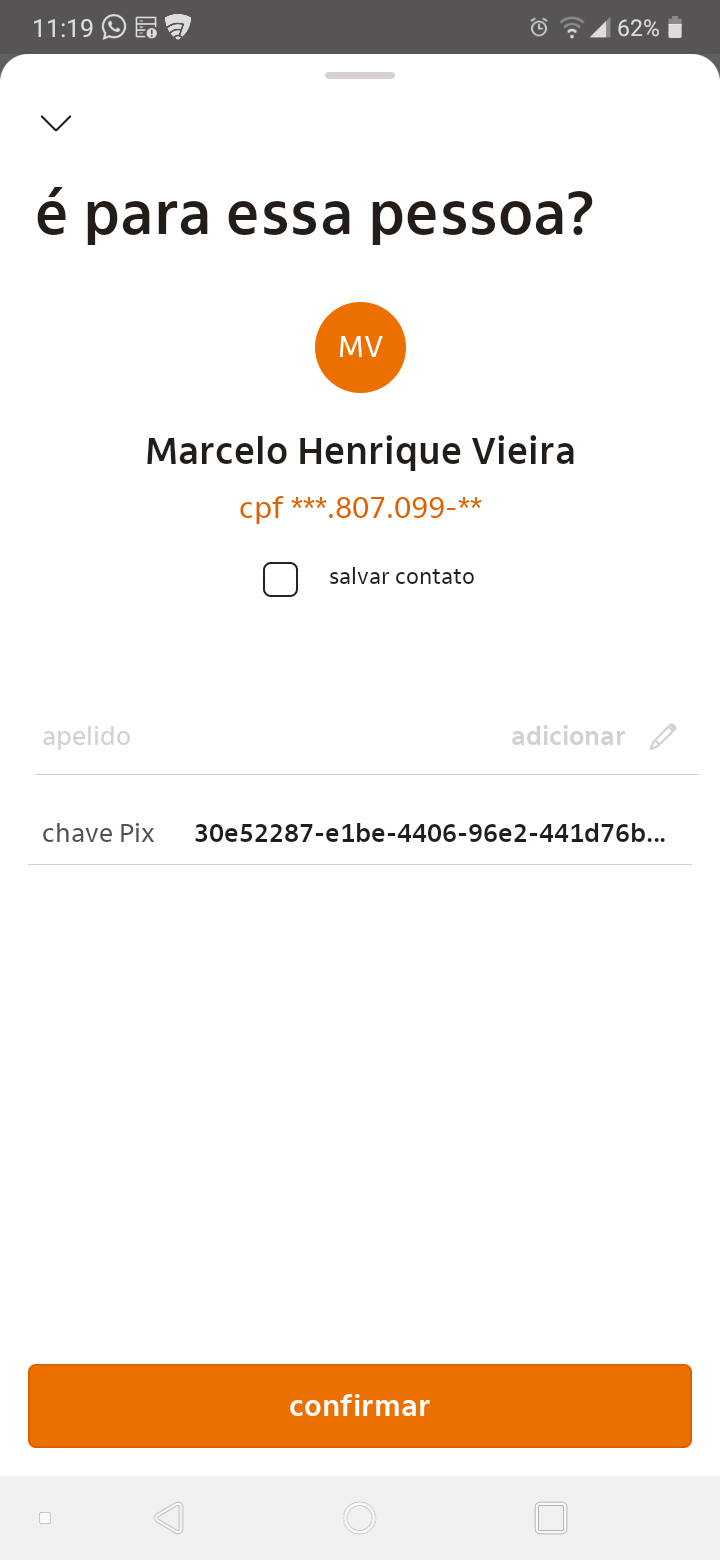 11:19 62%
é para essa pessoa?
MV
Marcelo Henrique Vieira
cpf ***.807.099-**
salvar contato
apelido adicionar
chave Pix 30e52287-e1be-4406-96e2-441d76b...
confirmar